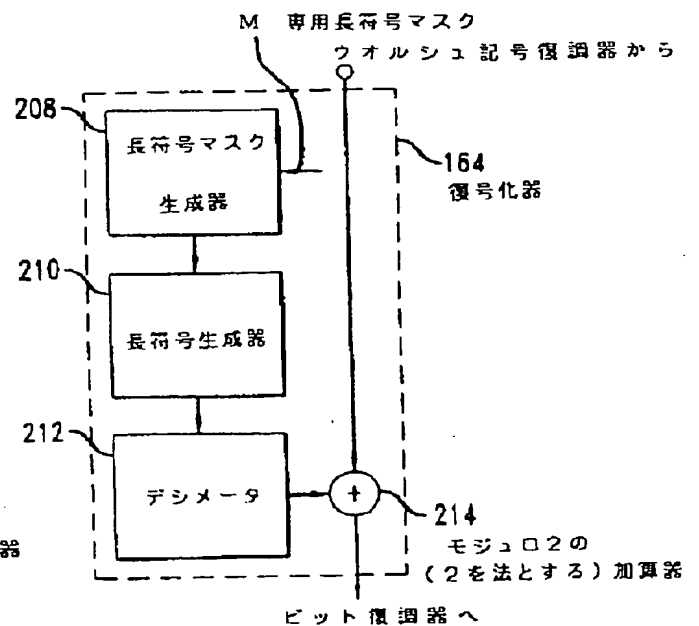 M 専用長符号マスク
ウオルシュ記号復調器から
208
長符号マスク
生成器
164
復号化器
210
長符号生成器
212
デシメータ
+
214
モジュロ2の
(2を法とする)加算器
器
ビット復調器へ